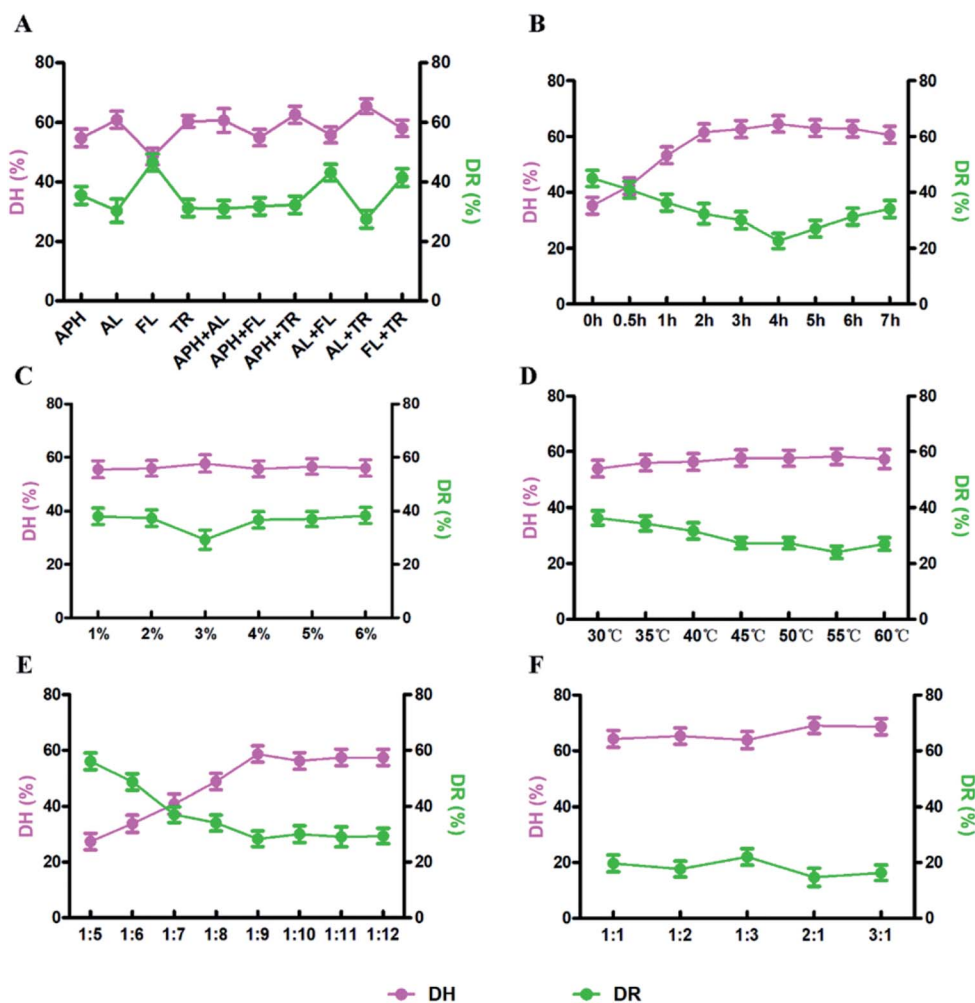 A
80 80
60 60
40 40
20 20
0 0
DH (%)
DR (%)
APH AL FL TR APH+AL APH+FL APH+TR AL+FL AL+TR FL+TR
B
80 80
60 60
40 40
20 20
0 0
DH (%)
DR (%)
0h 0.5h 1h 2h 3h 4h 5h 6h 7h
C
80 80
60 60
40 40
20 20
0 0
DH (%)
DR (%)
1% 2% 3% 4% 5% 6%
D
80 80
60 60
40 40
20 20
0 0
DH (%)
DR (%)
30℃ 35℃ 40℃ 45℃ 50℃ 55℃ 60℃
E
80 80
60 60
40 40
20 20
0 0
DH (%)
DR (%)
1:5 1:6 1:7 1:8 1:9 1:10 1:11 1:12
F
80 80
60 60
40 40
20 20
0 0
DH (%)
DR (%)
1:1 1:2 1:3 2:1 3:1
DH DR